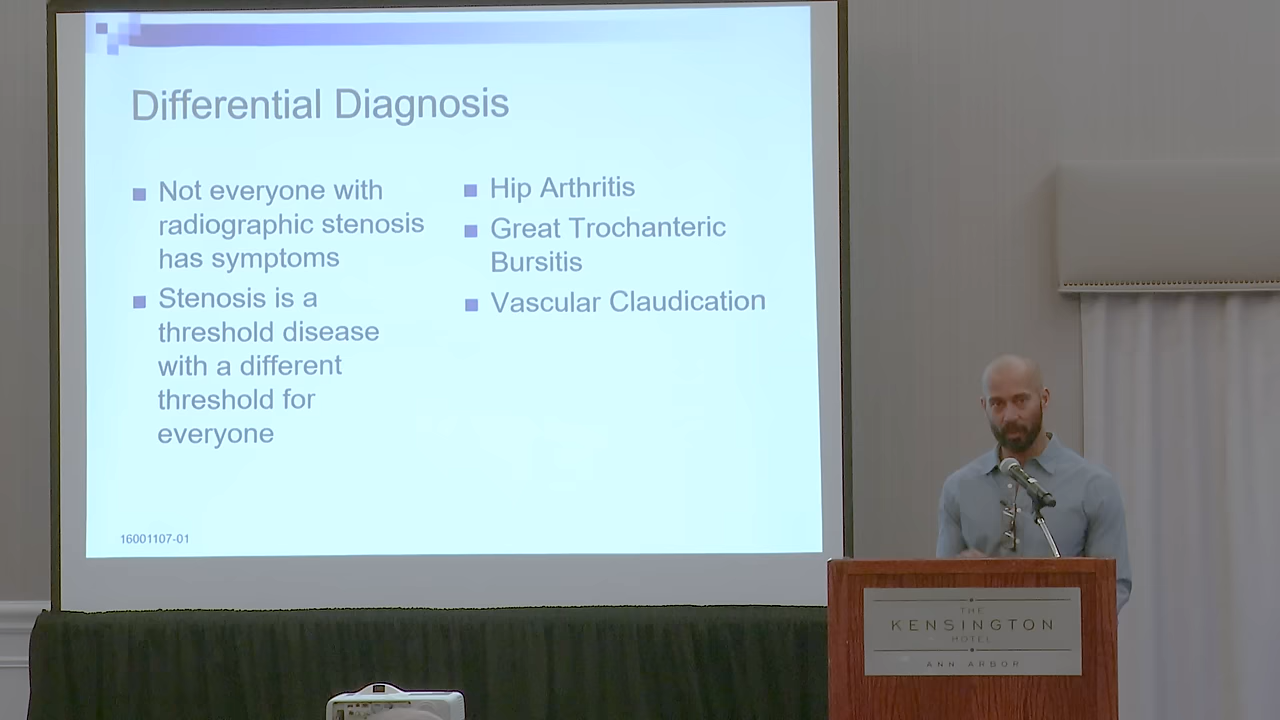 Differential Diagnosis
Not everyone with
radiographic stenosis
has symptoms
Stenosis is a
threshold disease
with a different
threshold for
everyone
Hip Arthritis
Great Trochanteric
Bursitis
Vascular Claudication
16001107-01
THE
KENSINGTON
HOTEL
ANN ARBOR